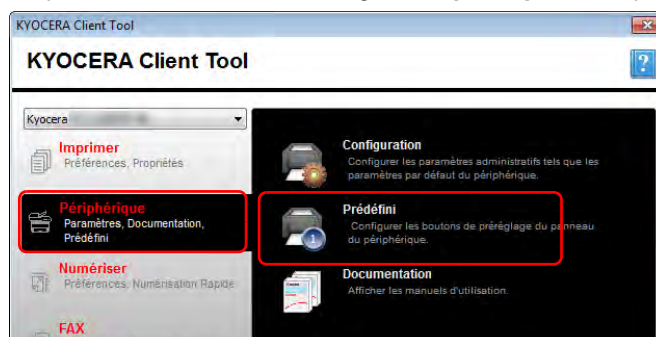 KYOCERA Client Tool
KYOCERA Client Tool
?
Kyocera
Imprimer
Préférences, Propriétés
Périphérique
Paramètres, Documentation,
Prédéfini
Numériser
Préférences, Numérisation Rapide
FAX
Configuration
Configurer les paramètres administratifs tels que les
paramètres par défaut du périphérique.
Prédéfini
1
Configurer les boutons de préréglage du panneau
du périphérique.
Documentation
Afficher les manuels d'utilisation.